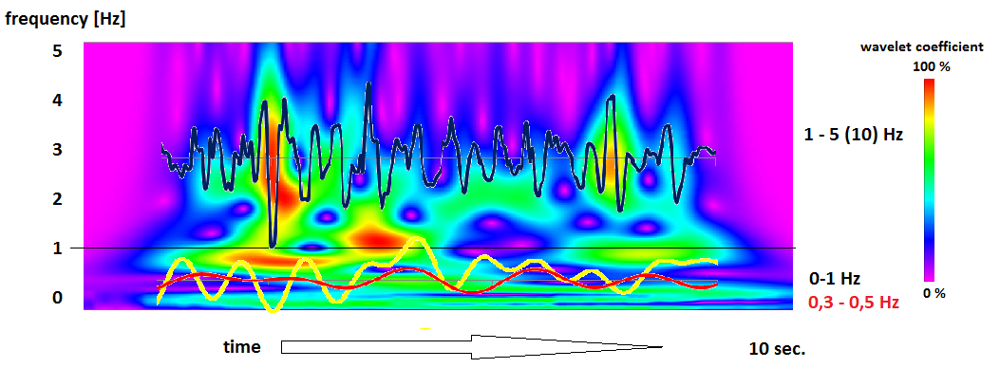 frequency [Hz]
wavelet coefficient
100 %
5
4
3
2
1
0
1 - 5 (10) Hz
0-1 Hz
0 %
0,3 - 0,5 Hz
time
10 sec.